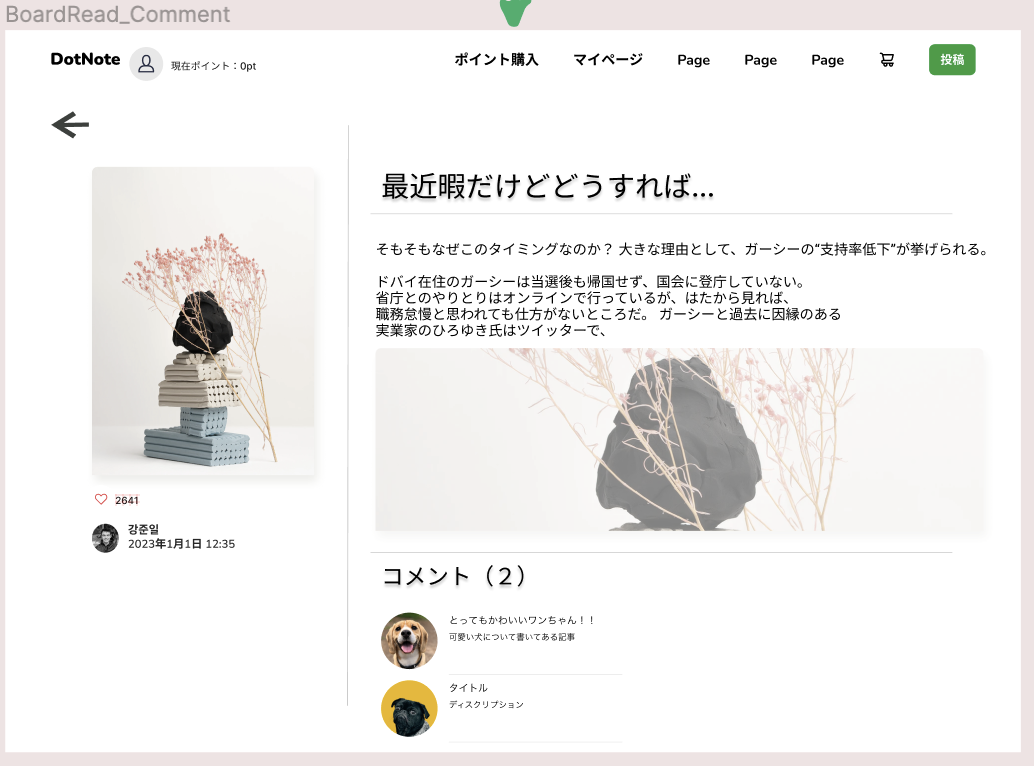 BoardRead_Comment
DotNote
現在ポイント：0pt
ポイント購入
マイページ
Page
Page
Page
投稿
最近暇だけどどうすれば...
そもそもなぜこのタイミングなのか？ 大きな理由として、ガーシーの“支持率低下”が挙げられる。
ドバイ在住のガーシーは当選後も帰国せず、国会に登庁していない。
省庁とのやりとりはオンラインで行っているが、はたから見れば、
職務怠慢と思われても仕方がないところだ。 ガーシーと過去に因縁のある
実業家のひろゆき氏はツイッターで、
2641
강준일
2023年1月1日 12:35
コメント（２）
とってもかわいいワンちゃん！！
可愛い犬について書いてある記事
タイトル
ディスクリプション